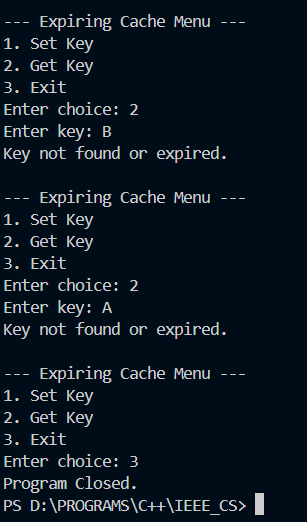 --- Expiring Cache Menu ---
1. Set Key
2. Get Key
3. Exit
Enter choice: 2
Enter key: B
Key not found or expired.

--- Expiring Cache Menu ---
1. Set Key
2. Get Key
3. Exit
Enter choice: 2
Enter key: A
Key not found or expired.

--- Expiring Cache Menu ---
1. Set Key
2. Get Key
3. Exit
Enter choice: 3
Program Closed.
PS D:\PROGRAMS\C++\IEEE_CS>